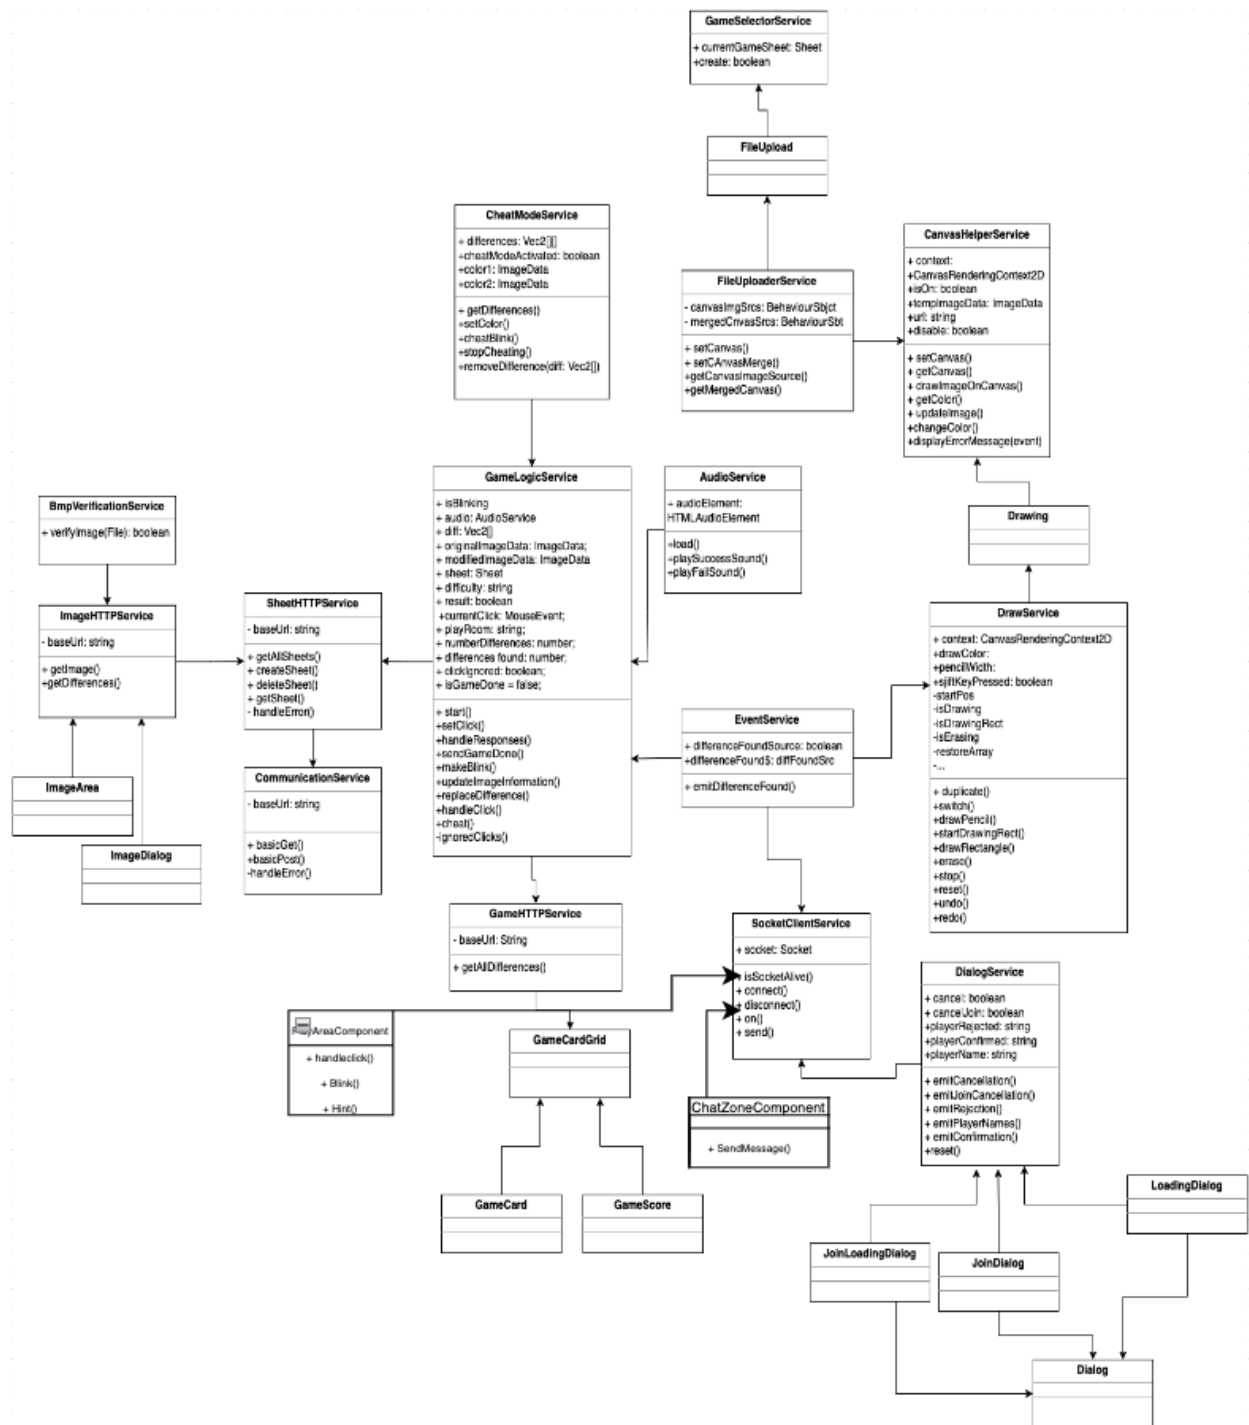 GameSelectorService
+ currentGameSheet: Sheet
+create: boolean
FileUpload
CheatModeService
+ differences: Vec2[][]
+cheatModeActivated: boolean
+ color1: ImageData
+ color2: ImageData
+ getDifferences()
+setColor()
+cheatBlink()
+stopCheating()
+removeDifference(diff: Vec2[])
FileUploaderService
- canvasImgSrcs: BehaviourSbjct
- mergedCnvasSrcs: BehaviourSbt
+ setCanvas()
+ setCAnvasMerge()
+getCanvasImageSource()
+getMergedCanvas()
CanvasHelperService
+ context:
+CanvasRenderingContext2D
+isOn: boolean
+tempImageData: ImageData
+url: string
+disable: boolean
+ setCanvas()
+ getCanvas()
+ drawImageOnCanvas()
+ getColor()
+ updateImage()
+changeColor()
+displayErrorMessage(event)
BmpVerificationService
+ verifyImage(File): boolean
GameLogicService
+ isBlinking
+ audio: AudioService
+ diff: Vec2[]
+ originalImageData: ImageData;
+ modifiedImageData: ImageData
+ sheet: Sheet
+ difficulty: string
+ result: boolean
+currentClick: MouseEvent;
+ playRoom: string;
+ numberDifferences: number;
+ differences found: number;
+ clickIgnored: boolean;
+ isGameDone = false;
+ start()
+setClick()
+handleResponses()
+sendGameDone()
+makeBlink()
+updateImageInformation()
+replaceDifference()
+handleClick()
+cheat()
-ignoredClicks()
AudioService
+ audioElement:
HTMLAudioElement
+load()
+playSuccessSound()
+playFailSound()
Drawing
ImageHTTPService
- baseUrl: string
+ getImage()
+getDifferences()
SheetHTTPService
- baseUrl: string
+ getAllSheets()
+ createSheet()
+ deleteSheet()
+ getSheet()
- handleError()
DrawService
+ context: CanvasRenderingContext2D
+drawColor:
+pencilWidth:
+sjiftKeyPressed: boolean
-startPos
-isDrawing
-isDrawingRect
-isErasing
-restoreArray
-...
+ duplicate()
+switch()
+drawPencil()
+startDrawingRect()
+drawRectangle()
+erase()
+stop()
+reset()
+undo()
+redo()
EventService
+ differenceFoundSource: boolean
+differenceFound$: diffFoundSrc
+ emitDifferenceFound()
ImageArea
CommunicationService
- baseUrl: string
+ basicGet()
+basicPost()
-handleError()
ImageDialog
GameHTTPService
- baseUrl: String
+ getAllDifferences()
SocketClientService
+ socket: Socket
+ isSocketAlive()
+ connect()
+ disconnect()
+ on()
+ send()
DialogService
+ cancel: boolean
+ cancelJoin: boolean
+playerRejected: string
+playerConfirmed: string
+playerName: string
+ emitCancellation()
+ emitJoinCancellation()
+ emitRejection()
+ emitPlayerNames()
+ emitConfirmation()
+reset()
AreaComponent
+ handleclick()
+ Blink()
+ Hint()
GameCardGrid
ChatZoneComponent
+ SendMessage()
GameCard
GameScore
LoadingDialog
JoinLoadingDialog
JoinDialog
Dialog